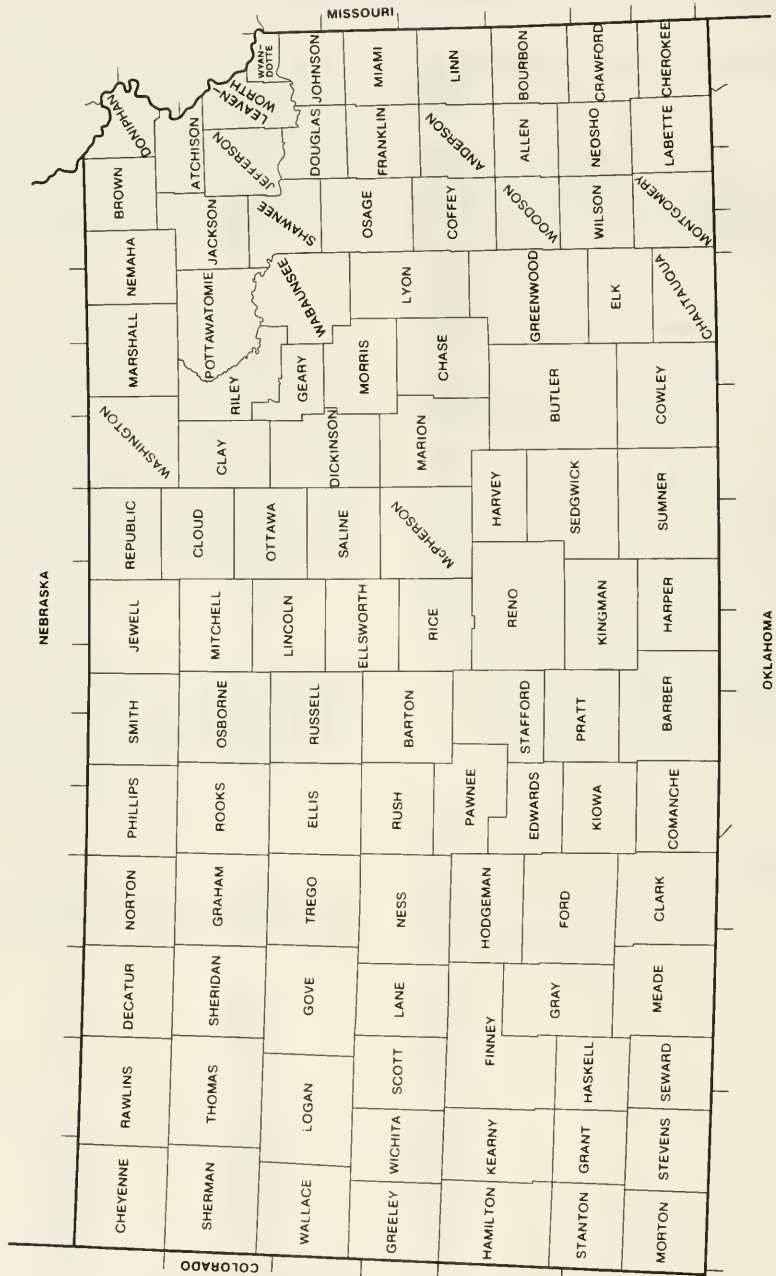 NEBRASKA
COLORADO
MISSOURI
OKLAHOMA
CHEYENNE
RAWLINS
DECATUR
NORTON
PHILLIPS
SMITH
JEWELL
REPUBLIC
WASHINGTON
MARSHALL
NEMAHA
BROWN
DONIPHAN
SHERMAN
THOMAS
SHERIDAN
GRAHAM
ROOKS
OSBORNE
MITCHELL
CLOUD
CLAY
RILEY
POTTAWATOMIE
JACKSON
ATCHISON
JEFFERSON
LEAVEN-
WORTH
WYAN-
DOTTE
WALLACE
LOGAN
GOVE
TREGO
ELLIS
RUSSELL
LINCOLN
OTTAWA
SALINE
DICKINSON
GEARY
WABAUNSEE
SHAWNEE
DOUGLAS
JOHNSON
GREELEY
WICHITA
SCOTT
LANE
NESS
RUSH
BARTON
ELLSWORTH
RICE
McPHERSON
MARION
MORRIS
CHASE
LYON
OSAGE
COFFEY
FRANKLIN
ANDERSON
MIAMI
LINN
HAMILTON
KEARNY
FINNEY
HODGEMAN
PAWNEE
STAFFORD
RENO
HARVEY
BUTLER
GREENWOOD
WOODSON
ALLEN
BOURBON
GRAY
FORD
EDWARDS
PRATT
KINGMAN
SEDGWICK
ELK
WILSON
NEOSHO
CRAWFORD
STANTON
GRANT
HASKELL
KIOWA
MORTON
STEVENS
SEWARD
MEADE
CLARK
COMANCHE
BARBER
HARPER
SUMNER
COWLEY
CHAUTAUQUA
MONTGOMERY
LABETTE
CHEROKEE